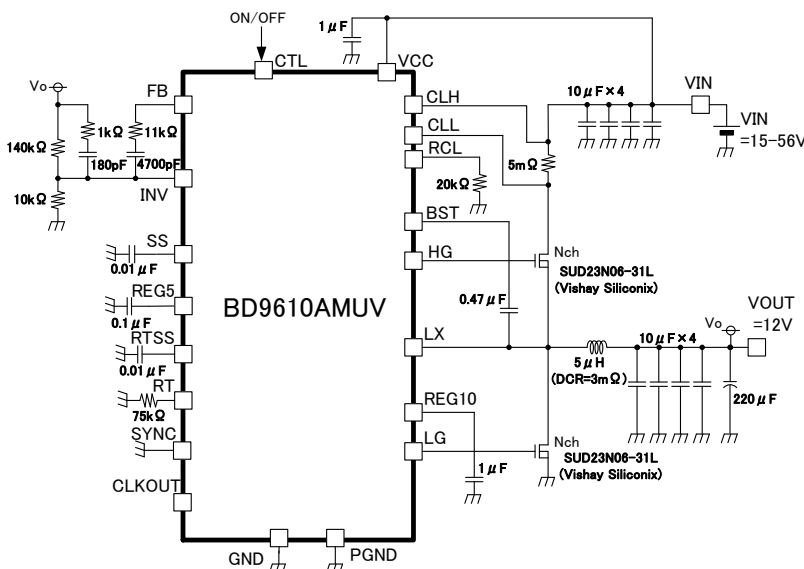 ON/OFF
1μF
CTL
VCC
Vo
FB
1kΩ
11kΩ
140kΩ
180pF
4700pF
10kΩ
INV
SS
0.01μF
REG5
0.1μF
RTSS
0.01μF
RT
75kΩ
SYNC
CLKOUT
GND
PGND
BD9610AMUV
CLH
CLL
RCL
20kΩ
BST
HG
0.47μF
LX
REG10
LG
1μF
10μF×4
VIN
VIN
=15-56V
5mΩ
Nch
SUD23N06-31L
(Vishay Siliconix)
5μH
(DCR=3mΩ)
10μF×4
Vo
VOUT
=12V
220μF
Nch
SUD23N06-31L
(Vishay Siliconix)